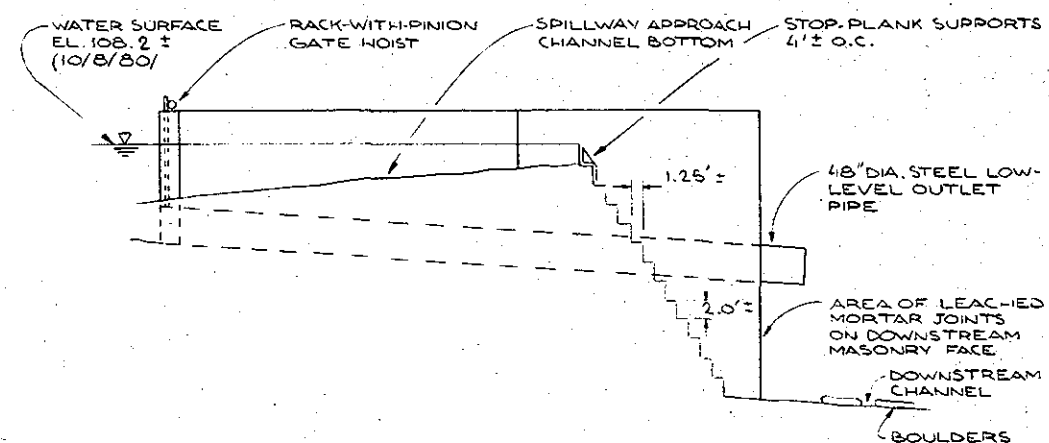 WATER SURFACE
EL. 108.2 ±
(10/8/80/
RACK-WITH-PINION
GATE HOIST
SPILLWAY APPROACH
CHANNEL BOTTOM
STOP-PLANK SUPPORTS
4'± O.C.
1.25'±
48" DIA. STEEL LOW-
LEVEL OUTLET
PIPE
2.0'±
AREA OF LEACHED
MORTAR JOINTS
ON DOWNSTREAM
MASONRY FACE
DOWNSTREAM
CHANNEL
BOULDERS